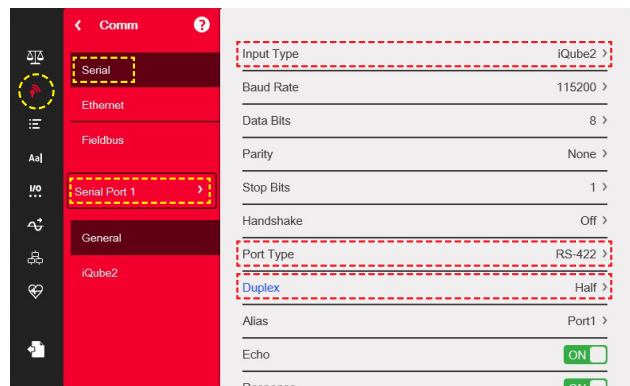 Comm ?
Serial
Ethernet
Fieldbus
Serial Port 1
General
iQube2
Aa
I/O
Input Type iQube2
Baud Rate 115200
Data Bits 8
Parity None
Stop Bits 1
Handshake Off
Port Type RS-422
Duplex Half
Alias Port1
Echo ON